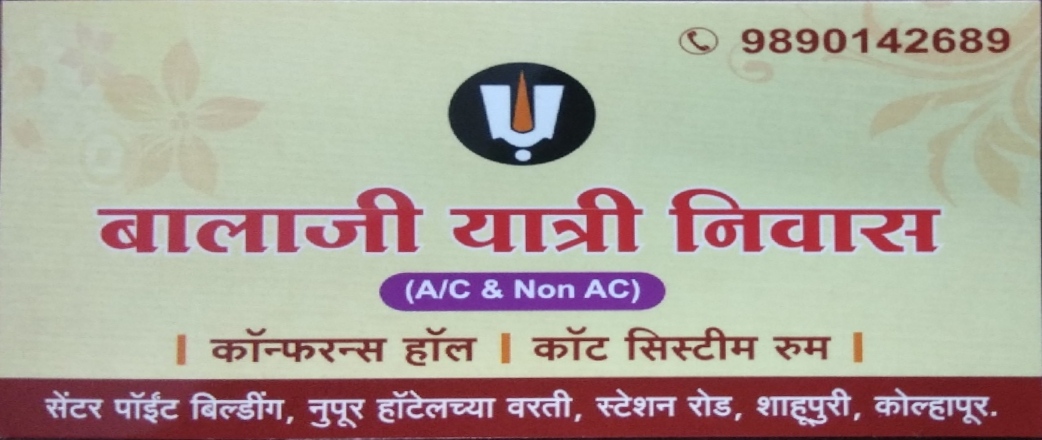 9890142689
बालाजी यात्री निवास
(A/C & Non AC)
| कॉन्फरन्स हॉल | कॉट सिस्टीम रुम |
सेंटर पॉईंट बिल्डींग, नुपूर हॉटेलच्या वरती, स्टेशन रोड, शाहूपुरी, कोल्हापूर.